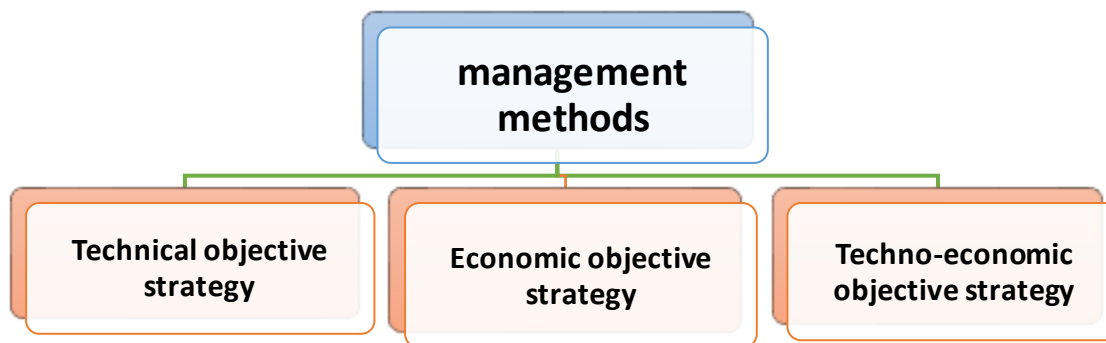 management
methods
Technical objective
strategy
Economic objective
strategy
Techno-economic
objective strategy